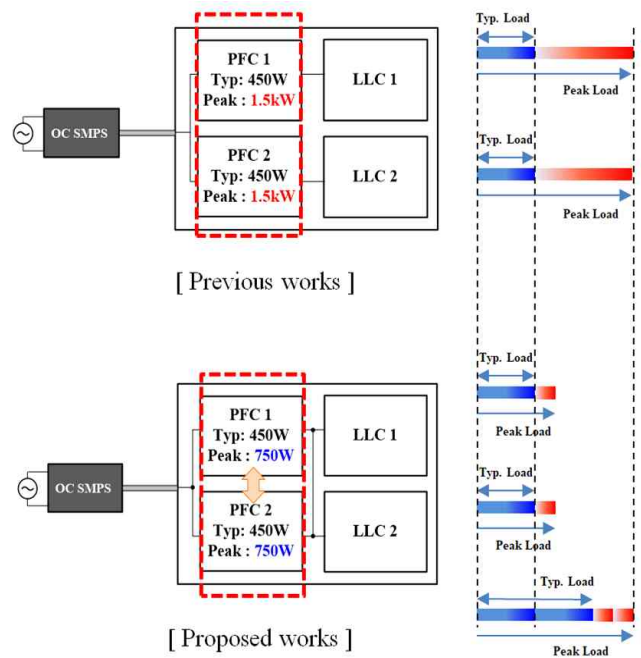 Typ. Load
PFC 1
Typ: 450W
Peak : 1.5kW
LLC 1
Peak Load
OC SMPS
PFC 2
Typ: 450W
Peak : 1.5kW
LLC 2
Typ. Load
Peak Load
[ Previous works ]
Typ. Load
PFC 1
Typ: 450W
Peak : 750W
LLC 1
Peak Load
OC SMPS
PFC 2
Typ: 450W
Peak : 750W
LLC 2
Typ. Load
Peak Load
Typ. Load
[ Proposed works ]
Peak Load